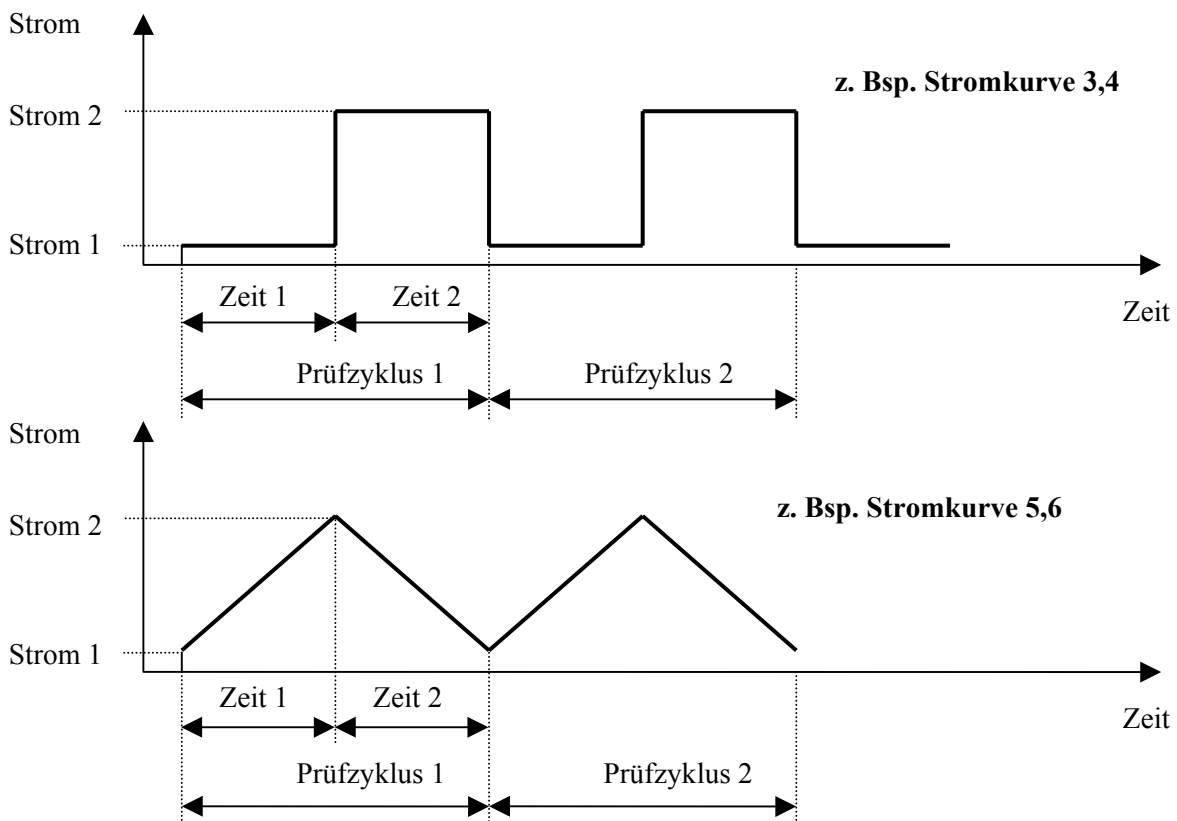 Strom
z. Bsp. Stromkurve 3,4
Strom 2
Strom 1
Zeit 1
Zeit 2
Zeit
Prüfzyklus 1
Prüfzyklus 2
Strom
z. Bsp. Stromkurve 5,6
Strom 2
Strom 1
Zeit 1
Zeit 2
Zeit
Prüfzyklus 1
Prüfzyklus 2